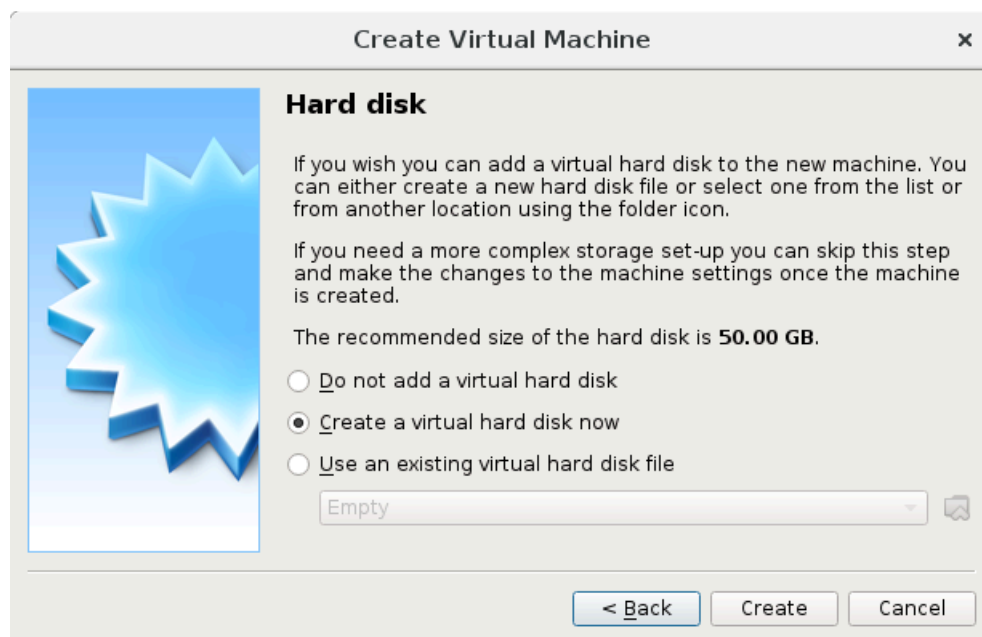 Create Virtual Machine
Hard disk
If you wish you can add a virtual hard disk to the new machine. You
can either create a new hard disk file or select one from the list or
from another location using the folder icon.
If you need a more complex storage set-up you can skip this step
and make the changes to the machine settings once the machine
is created.
The recommended size of the hard disk is 50.00 GB.
Do not add a virtual hard disk
Create a virtual hard disk now
Use an existing virtual hard disk file
Empty
< Back Create Cancel